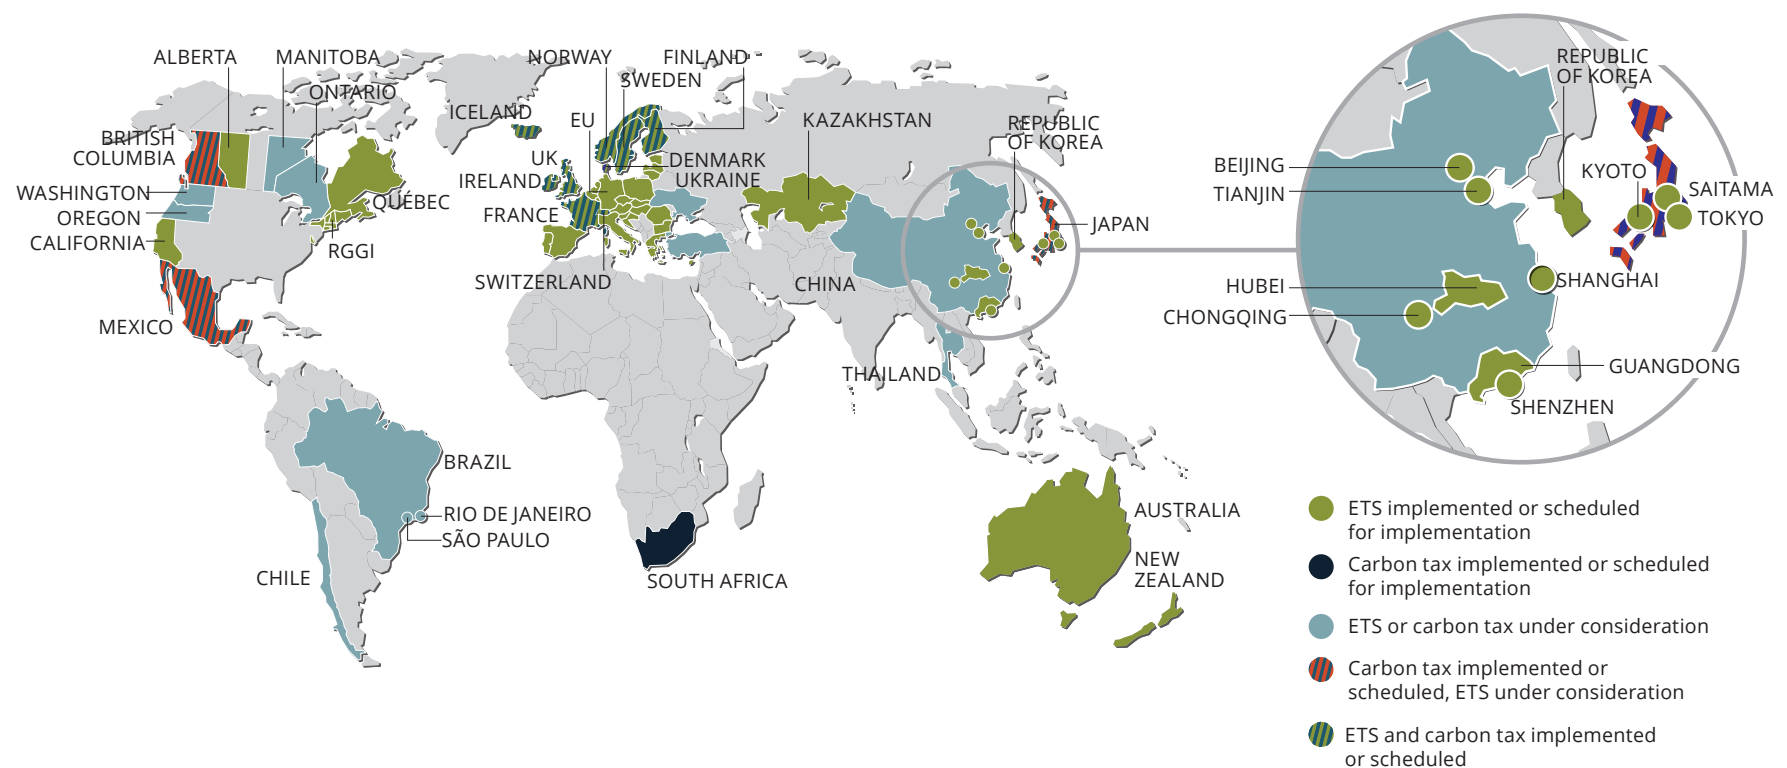 ALBERTA
MANITOBA
ONTARIO
BRITISH
COLUMBIA
WASHINGTON
OREGON
CALIFORNIA
QUÉBEC
RGGI
MEXICO
BRAZIL
RIO DE JANEIRO
SÃO PAULO
CHILE
NORWAY
FINLAND
SWEDEN
ICELAND
EU
UK
IRELAND
FRANCE
DENMARK
UKRAINE
SWITZERLAND
KAZAKHSTAN
REPUBLIC
OF KOREA
JAPAN
CHINA
THAILAND
SOUTH AFRICA
AUSTRALIA
NEW
ZEALAND
REPUBLIC
OF KOREA
BEIJING
TIANJIN
KYOTO
SAITAMA
TOKYO
HUBEI
SHANGHAI
CHONGQING
GUANGDONG
SHENZHEN
ETS implemented or scheduled
for implementation
Carbon tax implemented or scheduled
for implementation
ETS or carbon tax under consideration
Carbon tax implemented or
scheduled, ETS under consideration
ETS and carbon tax implemented
or scheduled